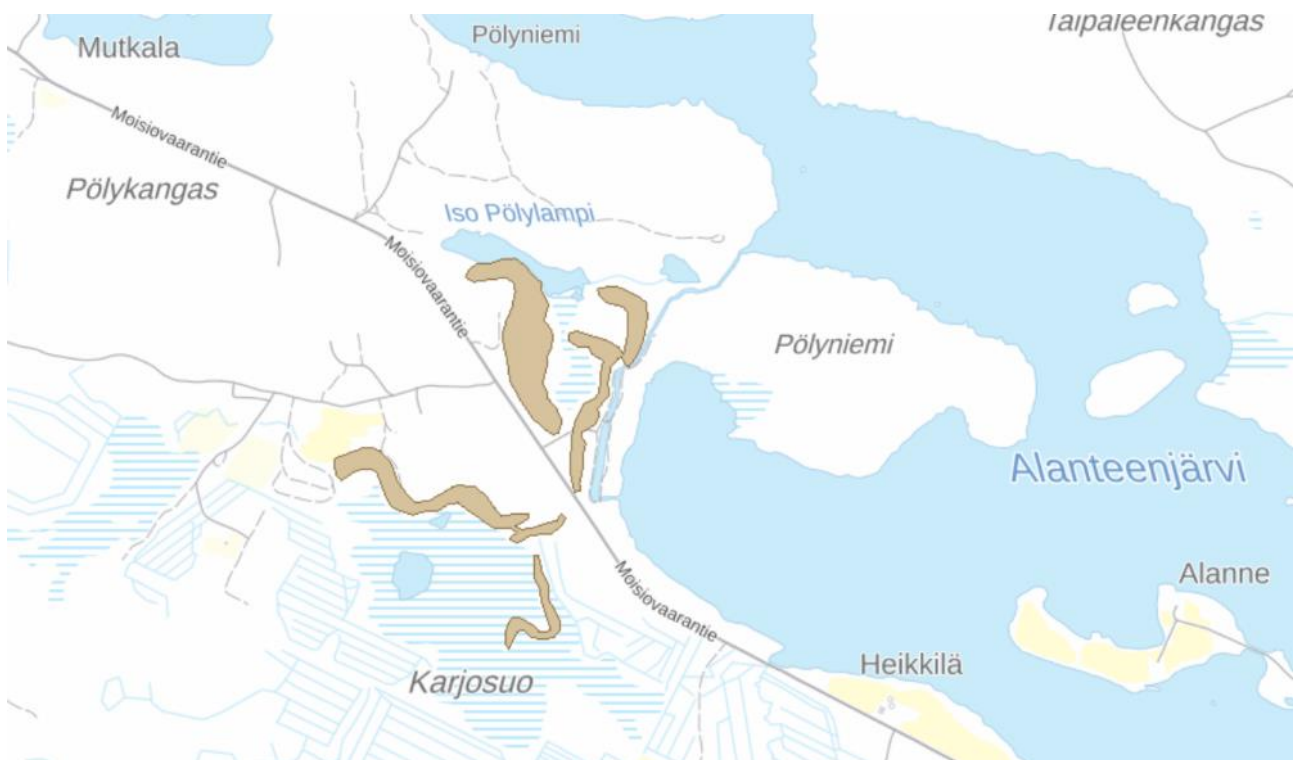 Taipaleenkangas
Pölyniemi
Mutkala
Moisiovaarantie
Pölykangas
Iso Pölylampi
Moisiovaarantie
Pölyniemi
Alanteenjärvi
Alanne
Moisiovaarantie
Heikkilä
Karjosuo